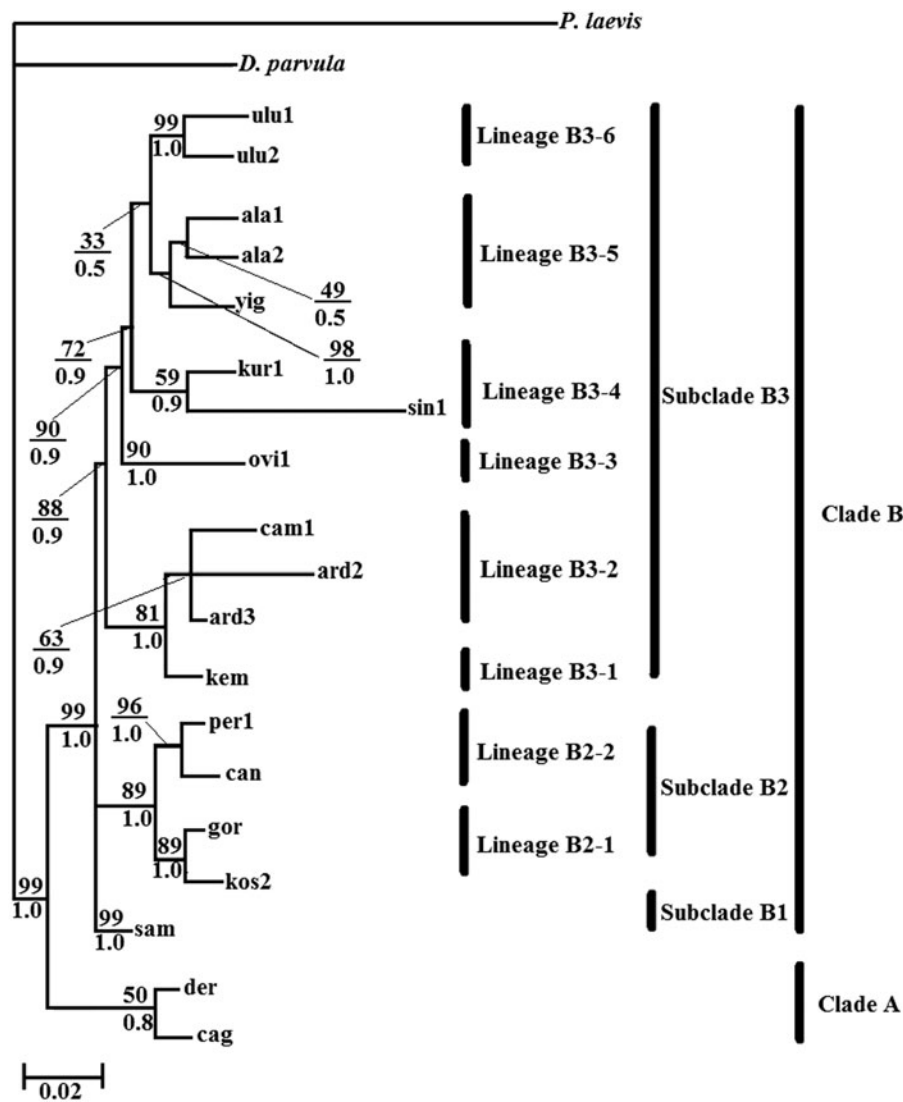 P. laevis
D. parvula
ulu1
99
1.0
ulu2
Lineage B3-6
ala1
ala2
33
0.5
Lineage B3-5
49
0.5
yig
98
1.0
72
0.9
kur1
59
0.9
sin1
Lineage B3-4
Subclade B3
90
0.9
90
1.0
ovi1
Lineage B3-3
88
0.9
Clade B
cam1
ard2
Lineage B3-2
ard3
63
0.9
81
1.0
kem
Lineage B3-1
99
1.0
96
1.0
per1
can
Lineage B2-2
Subclade B2
89
1.0
gor
89
1.0
kos2
Lineage B2-1
99
1.0
99
1.0
sam
Subclade B1
der
50
0.8
cag
Clade A
0.02